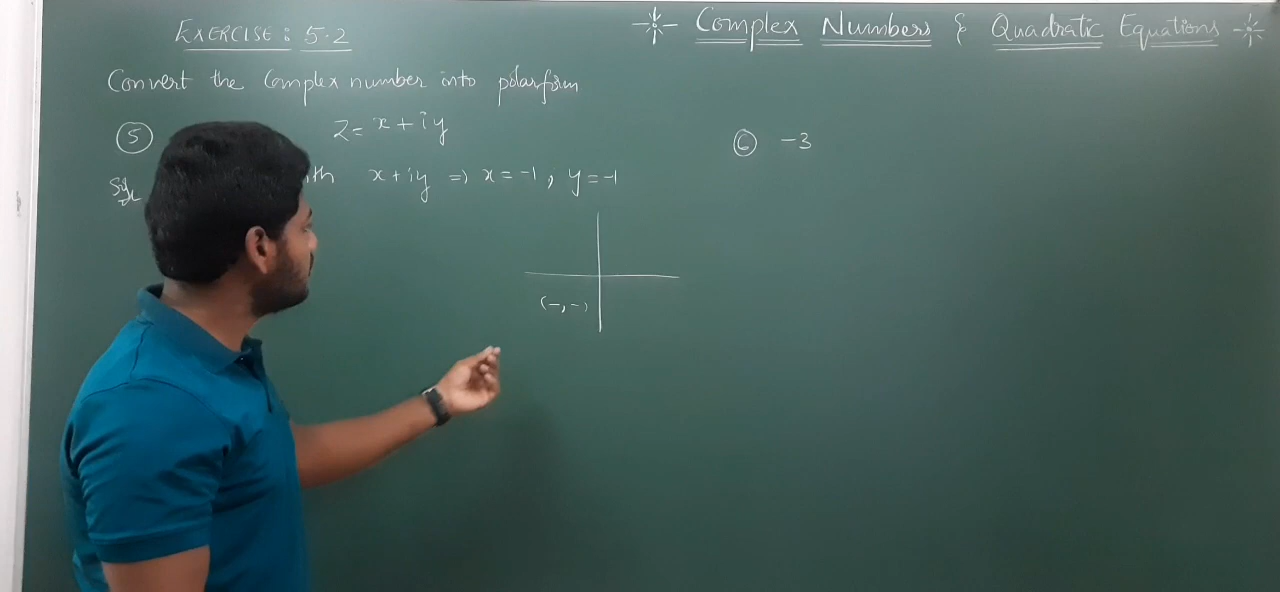 EXERCISE : 5.2
Complex Numbers & Quadratic Equations
Convert the Complex number into polar form
5 z = x + iy
x + iy ⇒ x = -1, y = -1
(-, -)
6 -3